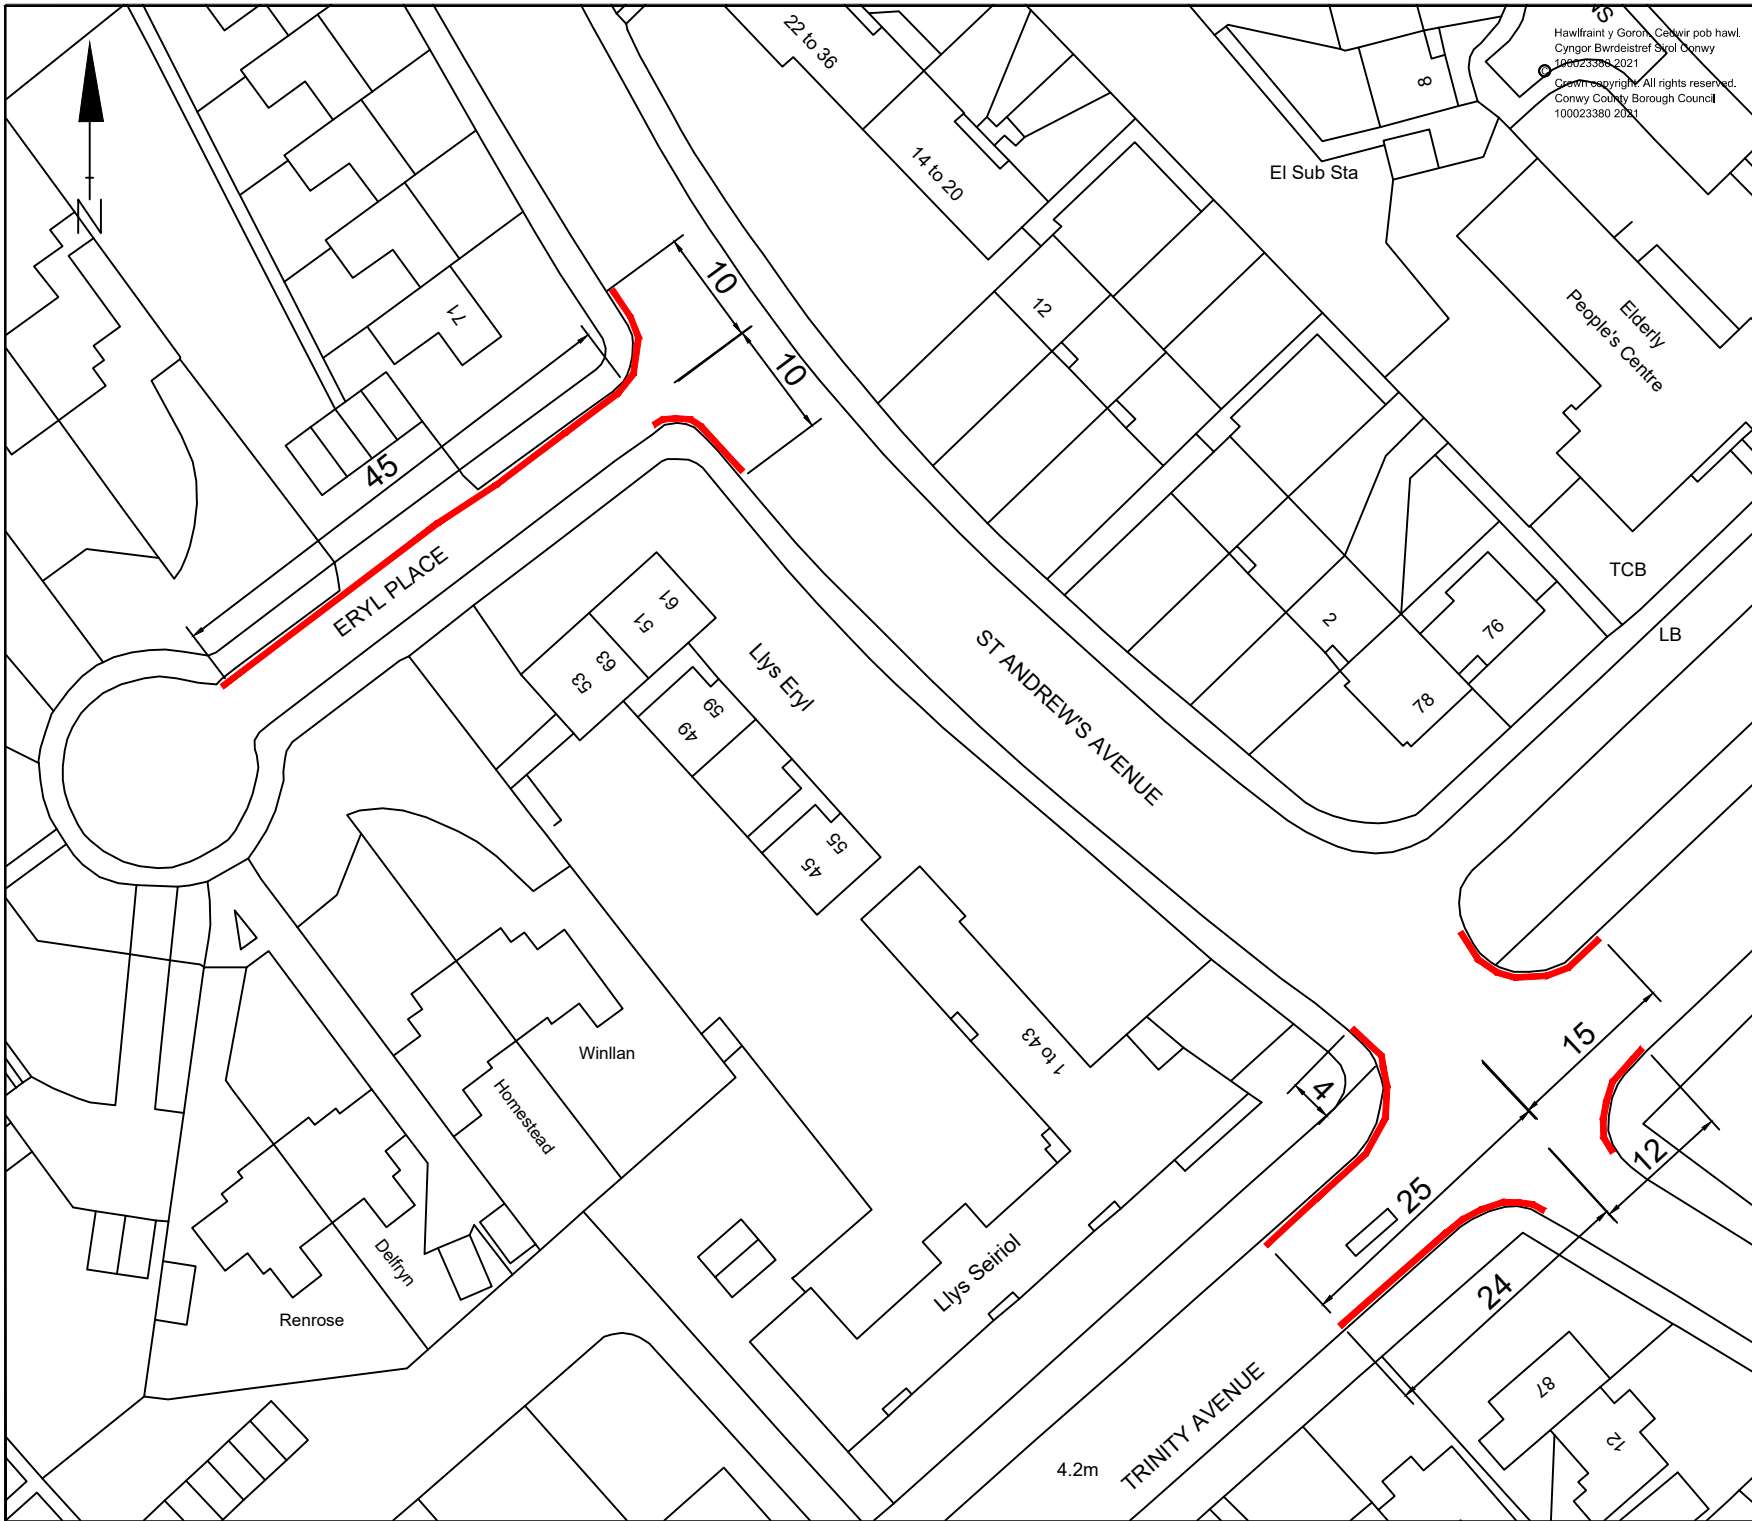 22 to 36
NS
Hawlfraint y Goron. Cedwir pob hawl.
Cyngor Bwrdeistref Sirol Conwy
100023380 2021
©
Crown copyright. All rights reserved.
Conwy County Borough Council
100023380 2021
8
14 to 20
El Sub Sta
N
10
12
71
10
Elderly
People's Centre
45
ERYL PLACE
TCB
61
51
63
53
Llys Eryl
ST ANDREW'S AVENUE
2
76
LB
59
49
78
55
45
Winllan
Homestead
1 to 43
4
15
12
25
Delfryn
Renrose
Llys Seiriol
24
TRINITY AVENUE
87
12
4.2m